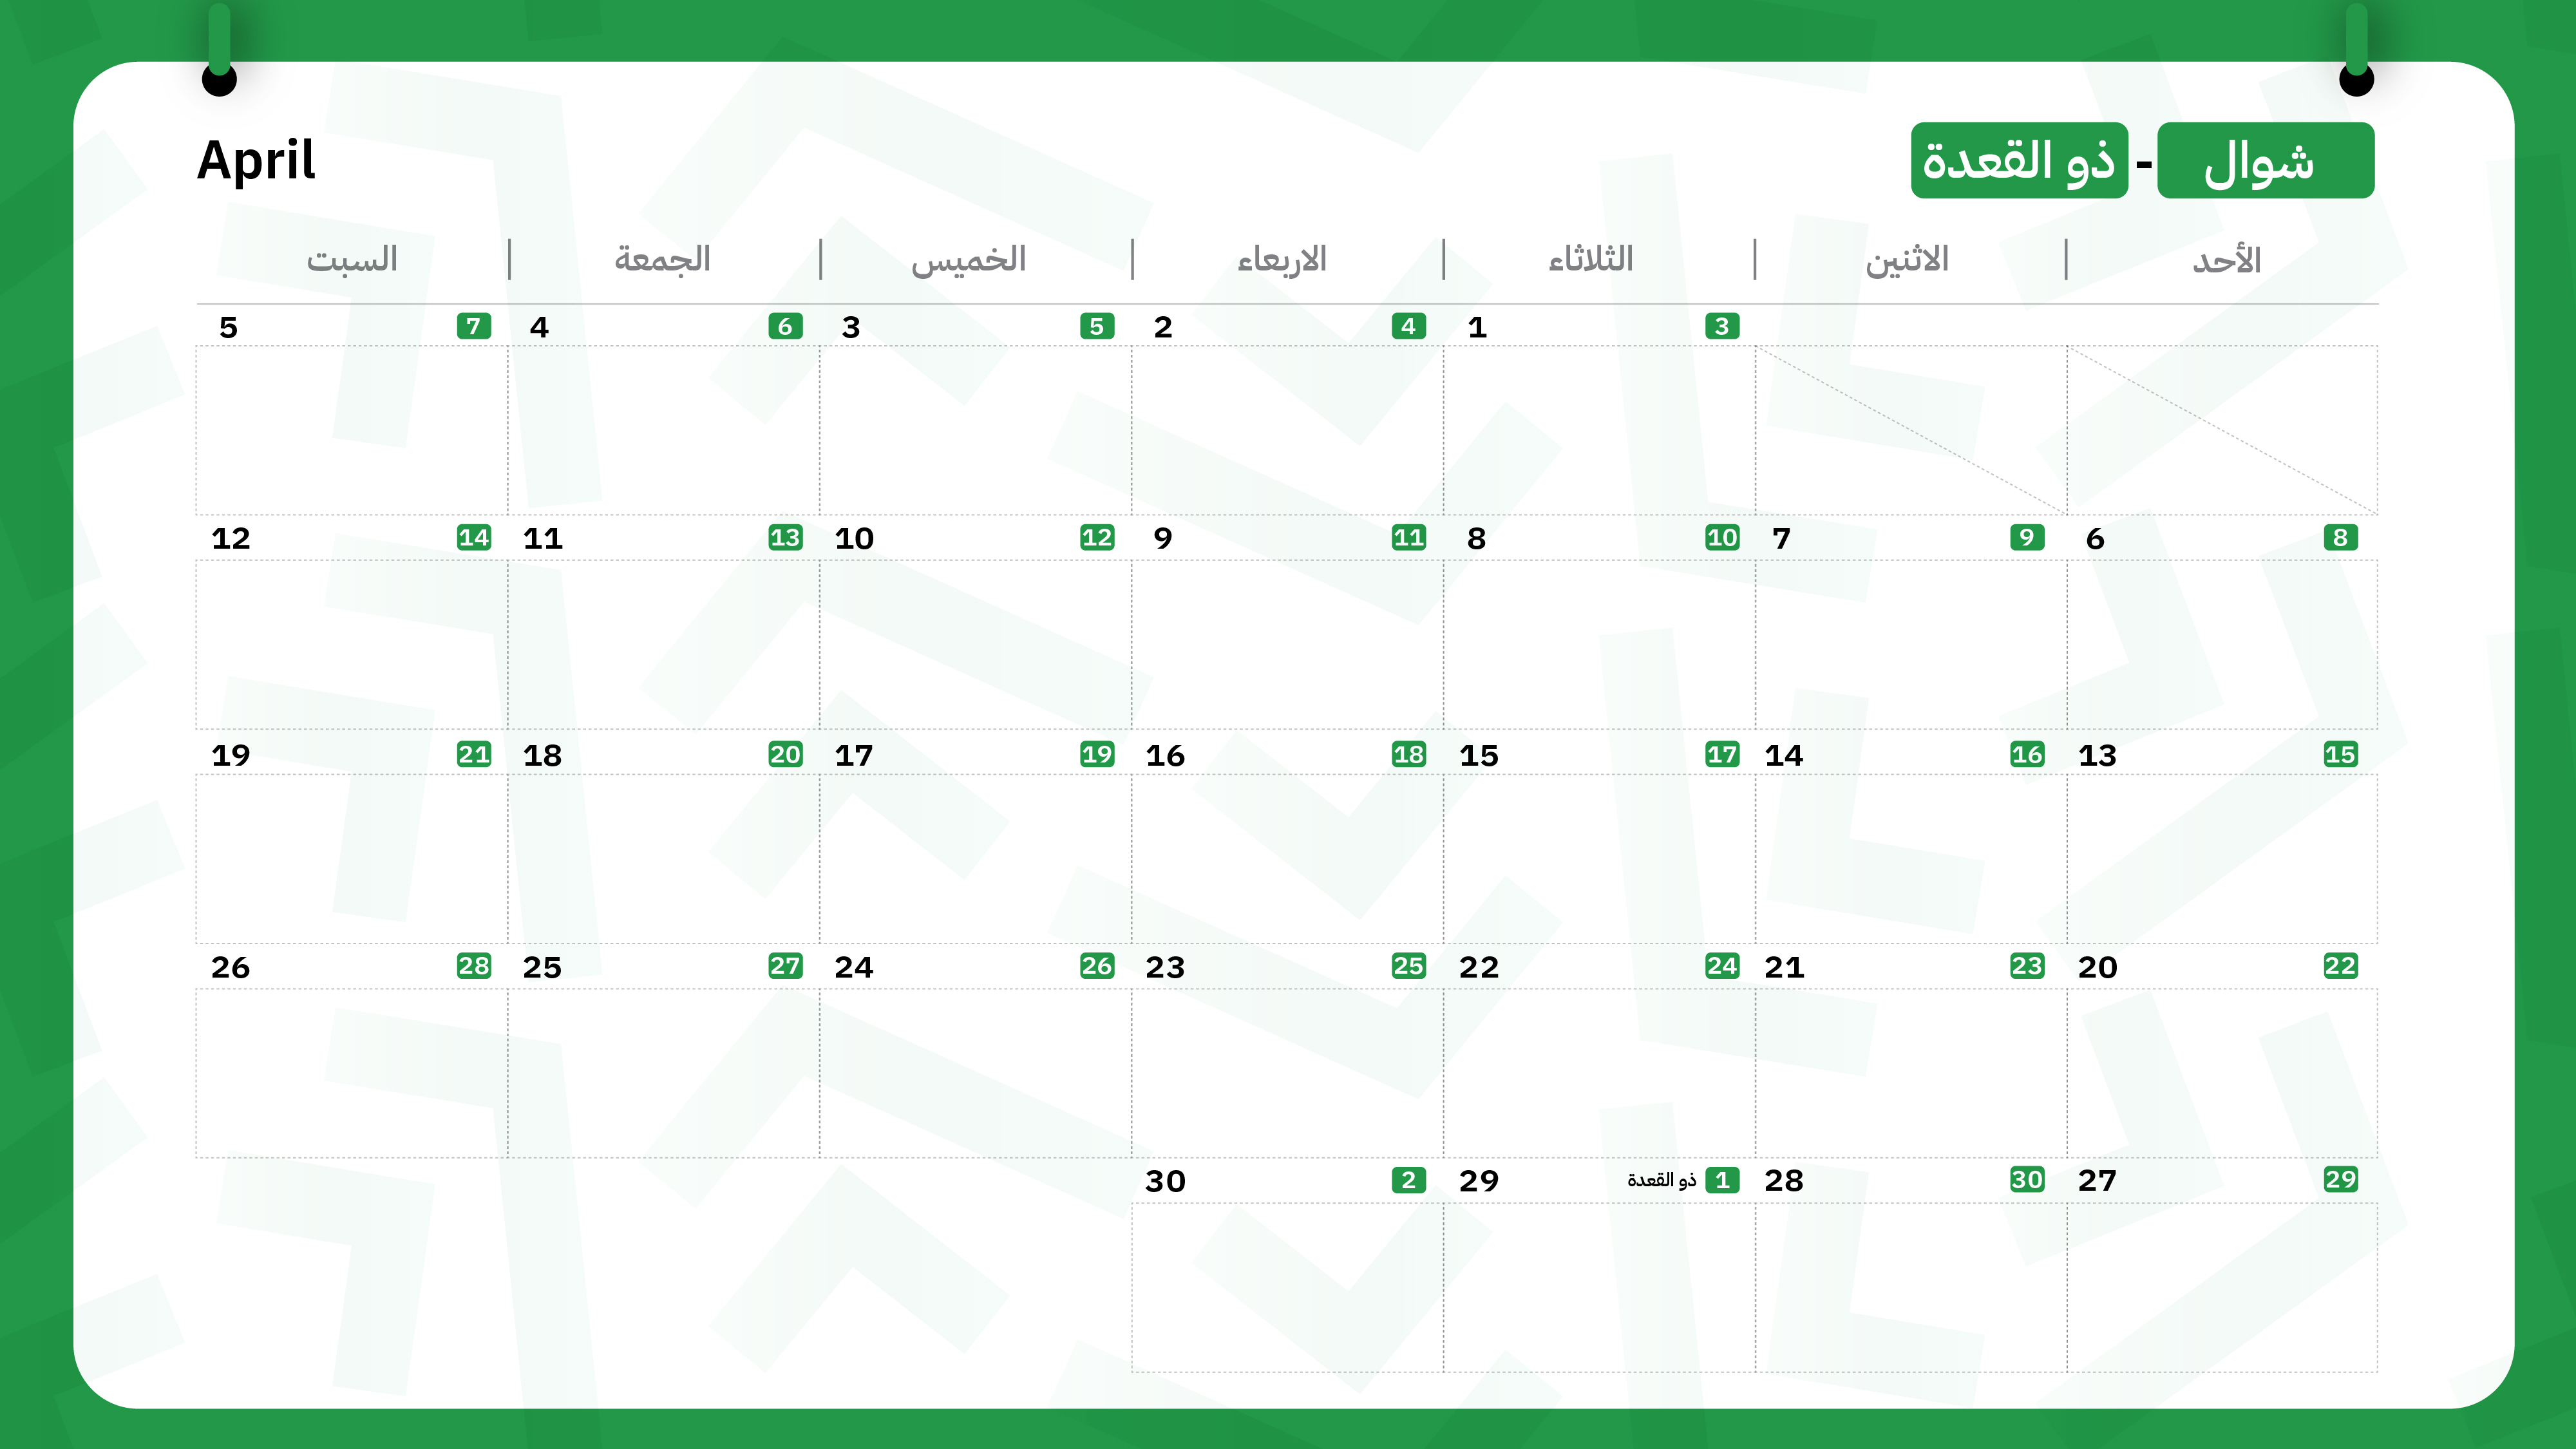 April
شوال - ذو القعدة
الأحد | الاثنين | الثلاثاء | الاربعاء | الخميس | الجمعة | السبت
3 1 4 2 5 3 6 4 7 5
8 6 9 7 10 8 11 9 12 10 13 11 14 12
15 13 16 14 17 15 18 16 19 17 20 18 21 19
22 20 23 21 24 22 25 23 26 24 27 25 28 26
29 27 30 28 1 ذو القعدة 29 2 30